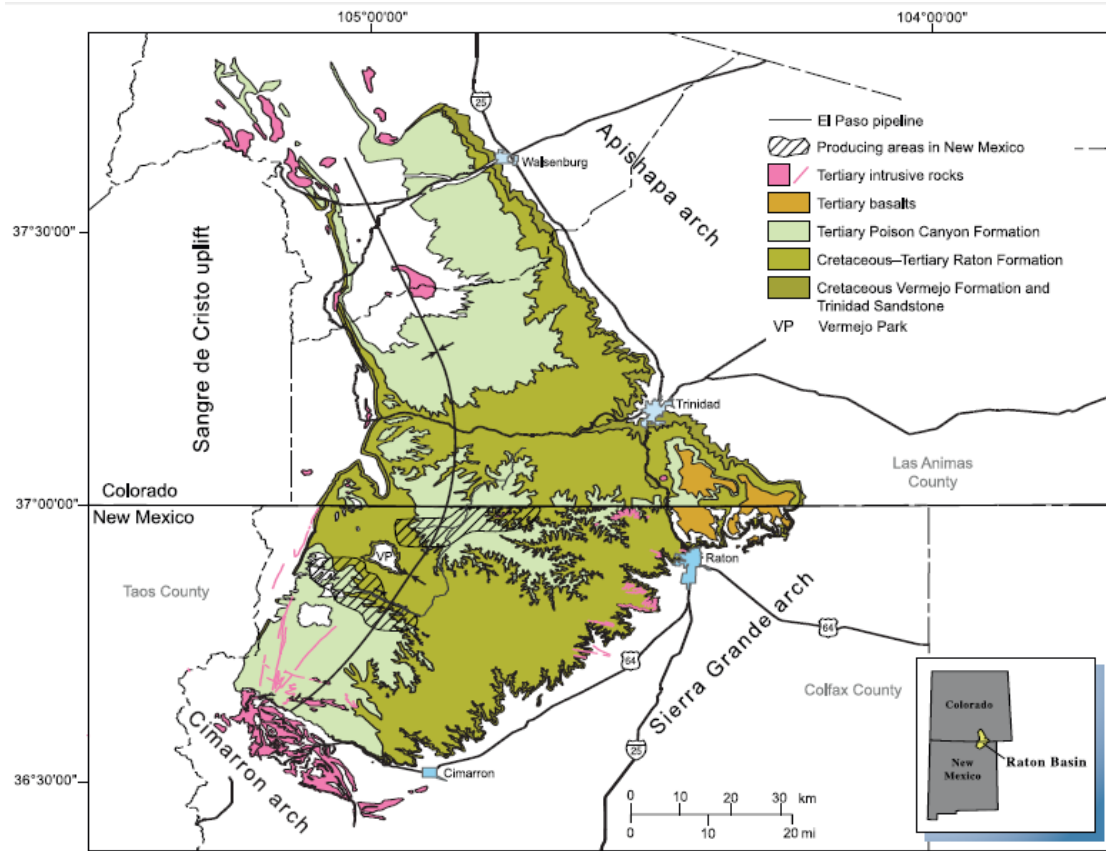 105°00'00"
104°00'00"
25
Walsenburg
Apishapa arch
El Paso pipeline
Producing areas in New Mexico
Tertiary intrusive rocks
Tertiary basalts
Tertiary Poison Canyon Formation
Cretaceous–Tertiary Raton Formation
Cretaceous Vermejo Formation and
Trinidad Sandstone
VP
Vermejo Park
37°30'00"
Sangre de Cristo uplift
Trinidad
Las Animas
County
Colorado
37°00'00"
New Mexico
VP
Raton
Taos County
64
64
Sierra Grande arch
Colfax County
25
Cimarron arch
Cimarron
36°30'00"
0 10 20 30 km
0 10 20 mi
Colorado
New
Mexico
Raton Basin